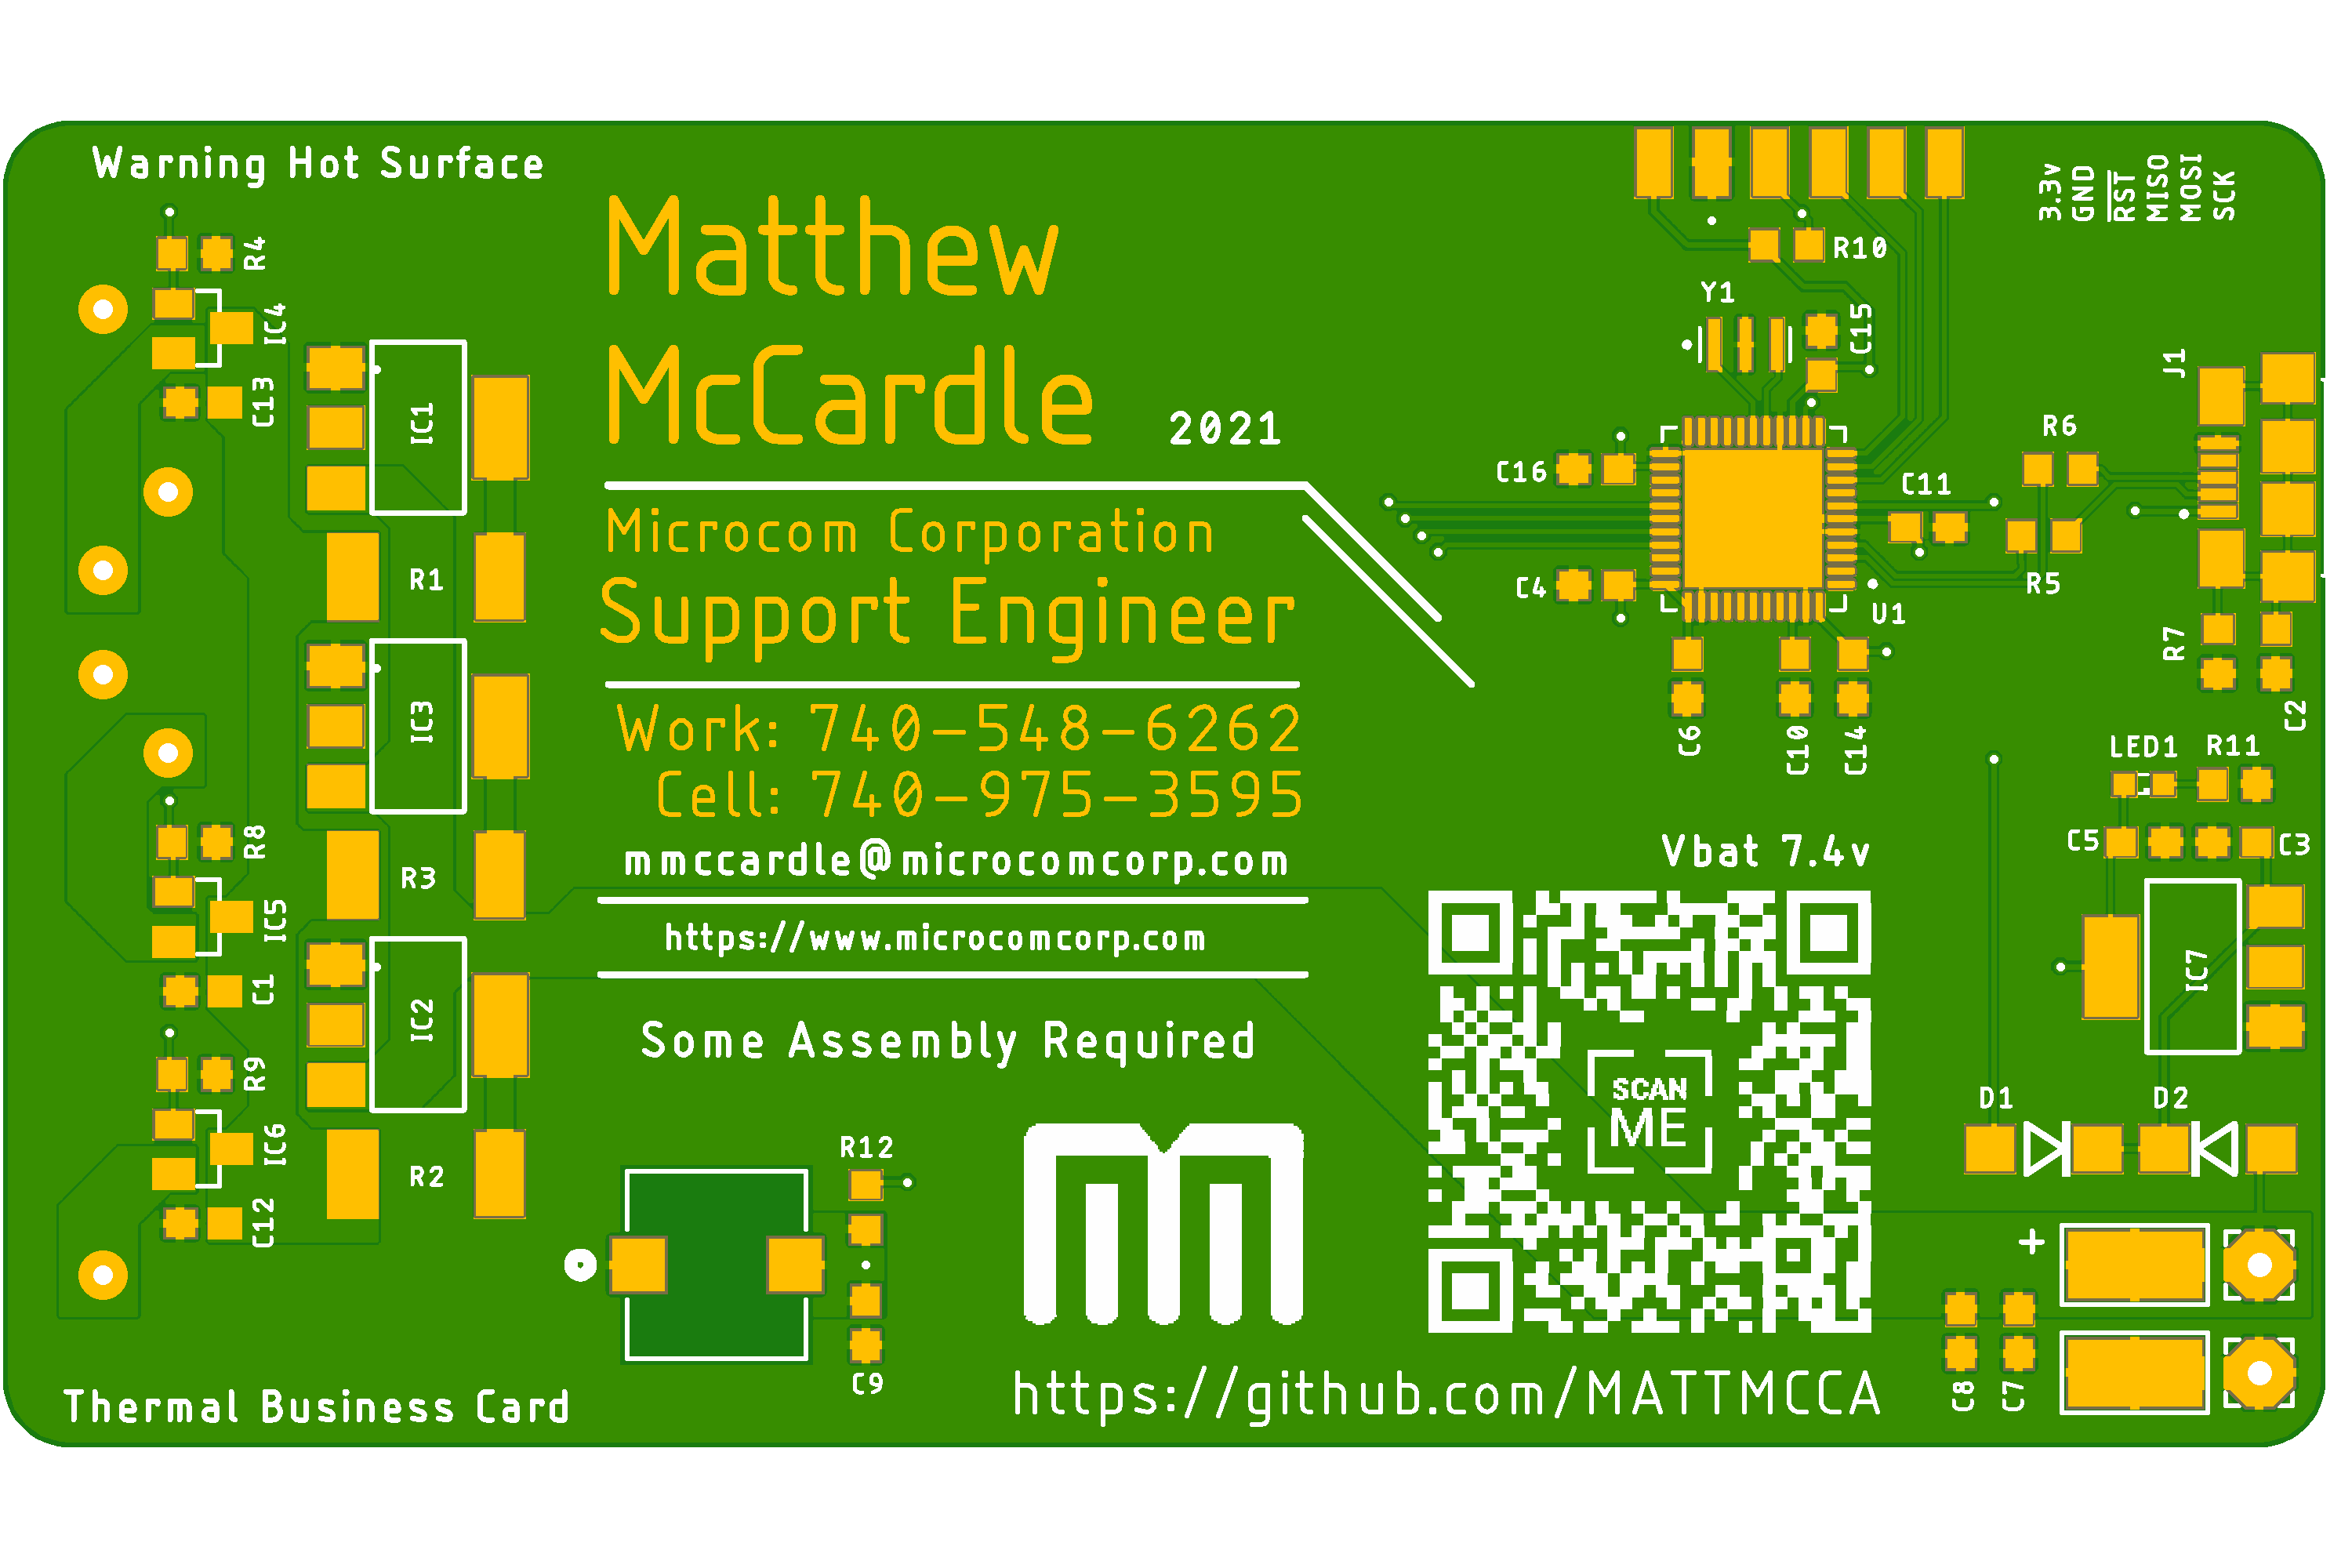 Warning Hot Surface
Matthew
McCardle
2021
Microcom Corporation
Support Engineer
Work: 740-548-6262
Cell: 740-975-3595
mmccardle@microcomcorp.com
https://www.microcomcorp.com
Some Assembly Required
Thermal Business Card
https://github.com/MATTMCCA
Vbat 7.4v
SCAN
ME
3.3v
GND
RST
MISO
MOSI
SCK
R4
IC4
C13
IC1
R1
IC3
R3
R8
IC5
C1
IC2
R9
IC6
R2
C12
R12
C9
R10
Y1
C15
C16
C11
C4
U1
C6
C10
C14
J1
R6
R5
R7
C2
LED1
R11
C5
C3
IC7
D1
D2
+
C8
C7